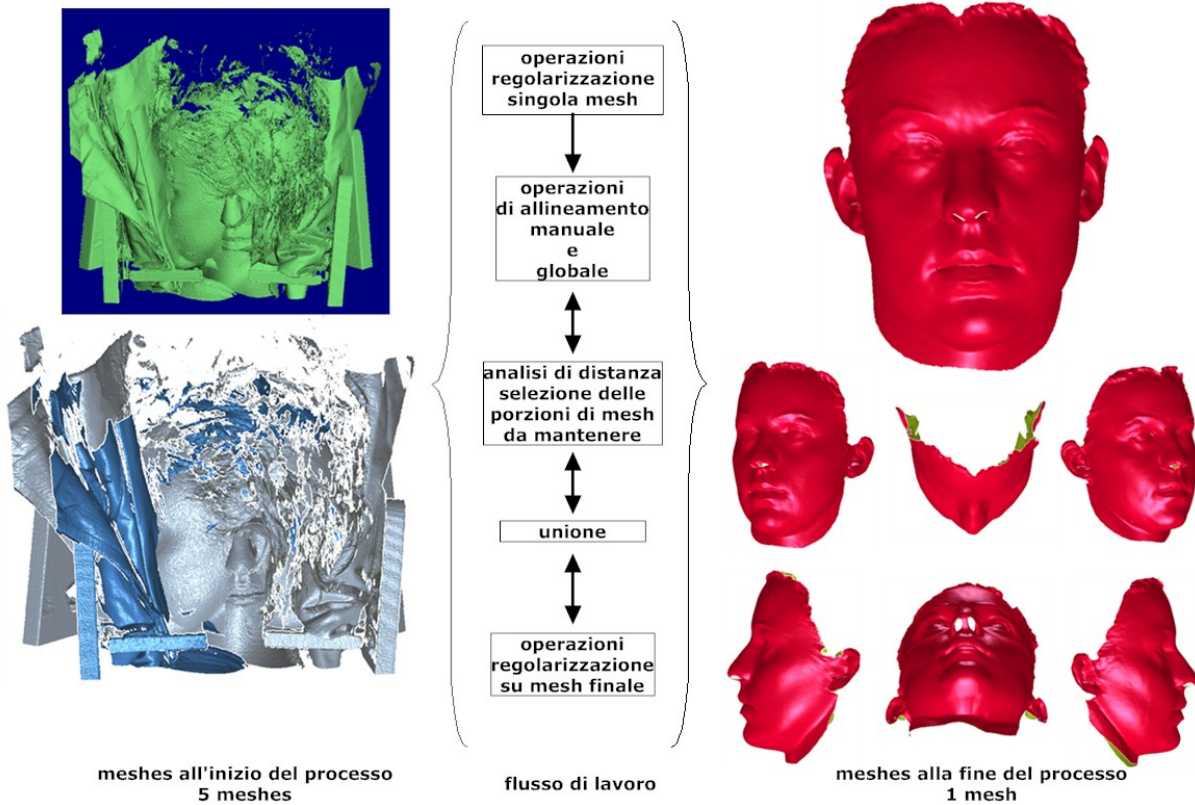 operazioni
regolarizzazione
singola mesh
operazioni
di allineamento
manuale
e
globale
analisi di distanza
selezione delle
porzioni di mesh
da mantenere
unione
operazioni
regolarizzazione
su mesh finale
meshes all'inizio del processo
5 meshes
flusso di lavoro
meshes alla fine del processo
1 mesh